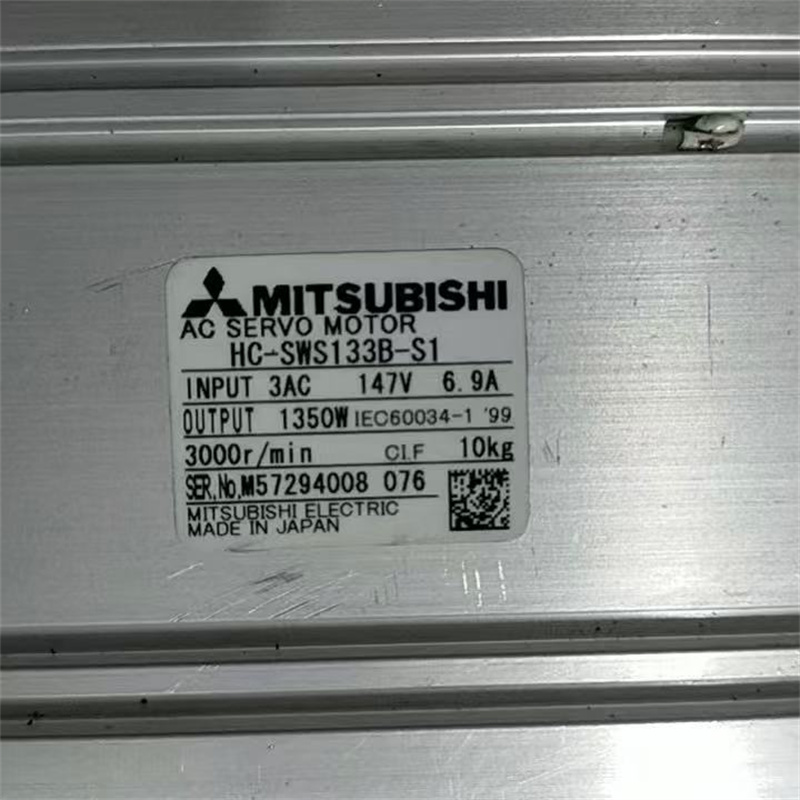 MITSUBISHI
AC SERVO MOTOR
HC-SWS133B-S1
INPUT 3AC 147V 6.9A
OUTPUT 1350W IEC60034-1 '99
3000r/min CI.F 10kg
SER.No.M57294008 076
MITSUBISHI ELECTRIC
MADE IN JAPAN